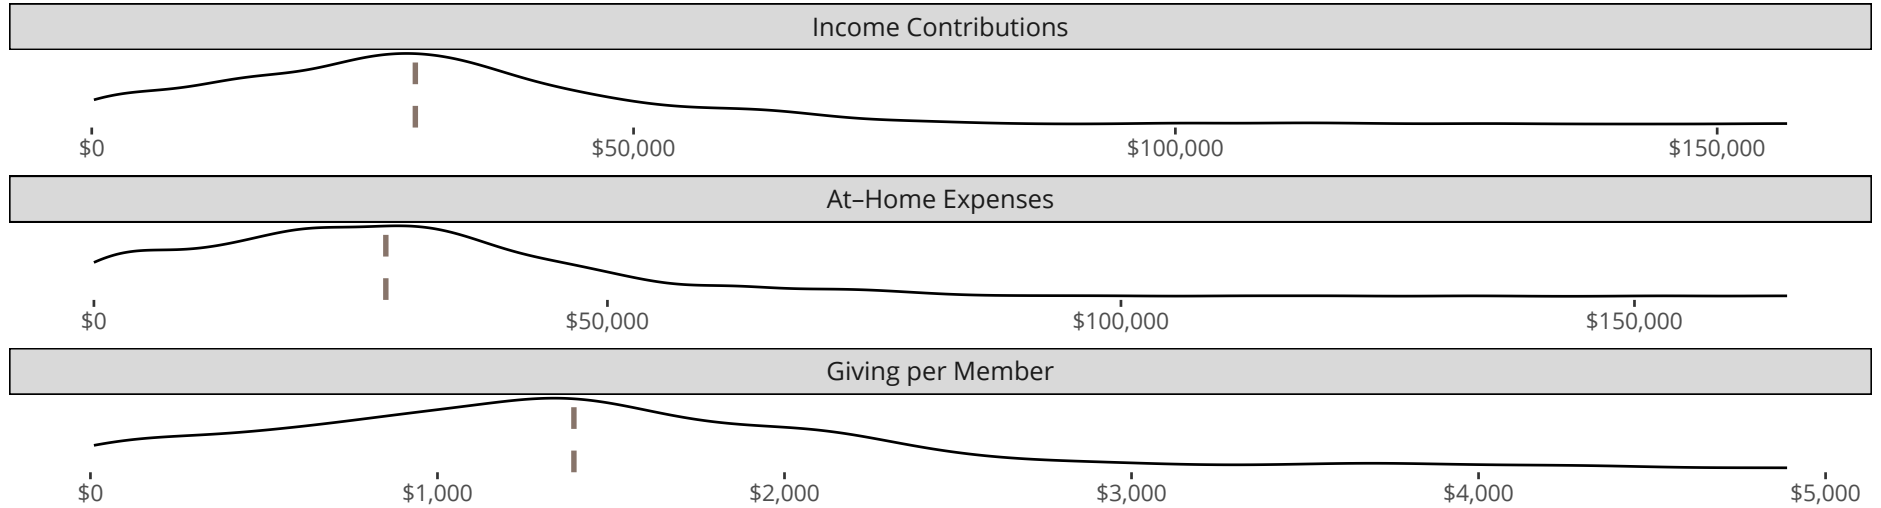 Income Contributions
$0 $50,000 $100,000 $150,000
At–Home Expenses
$0 $50,000 $100,000 $150,000
Giving per Member
$0 $1,000 $2,000 $3,000 $4,000 $5,000